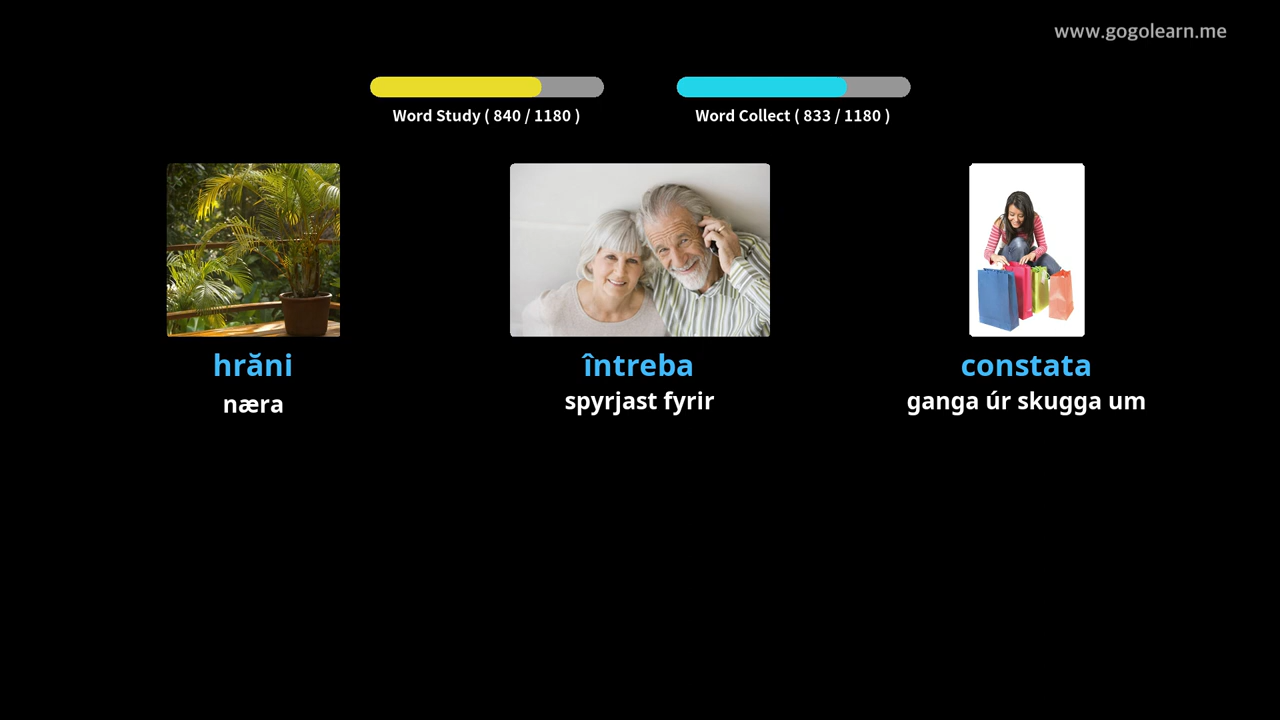 www.gogolearn.me
Word Study ( 840 / 1180 )
Word Collect ( 833 / 1180 )
hrăni
întreba
constata
næra
spyrjast fyrir
ganga úr skugga um